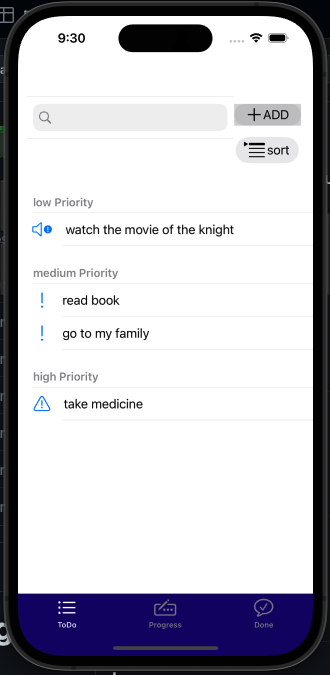 9:30
ADD
sort
low Priority
watch the movie of the knight
medium Priority
read book
go to my family
high Priority
take medicine
ToDo
Progress
Done